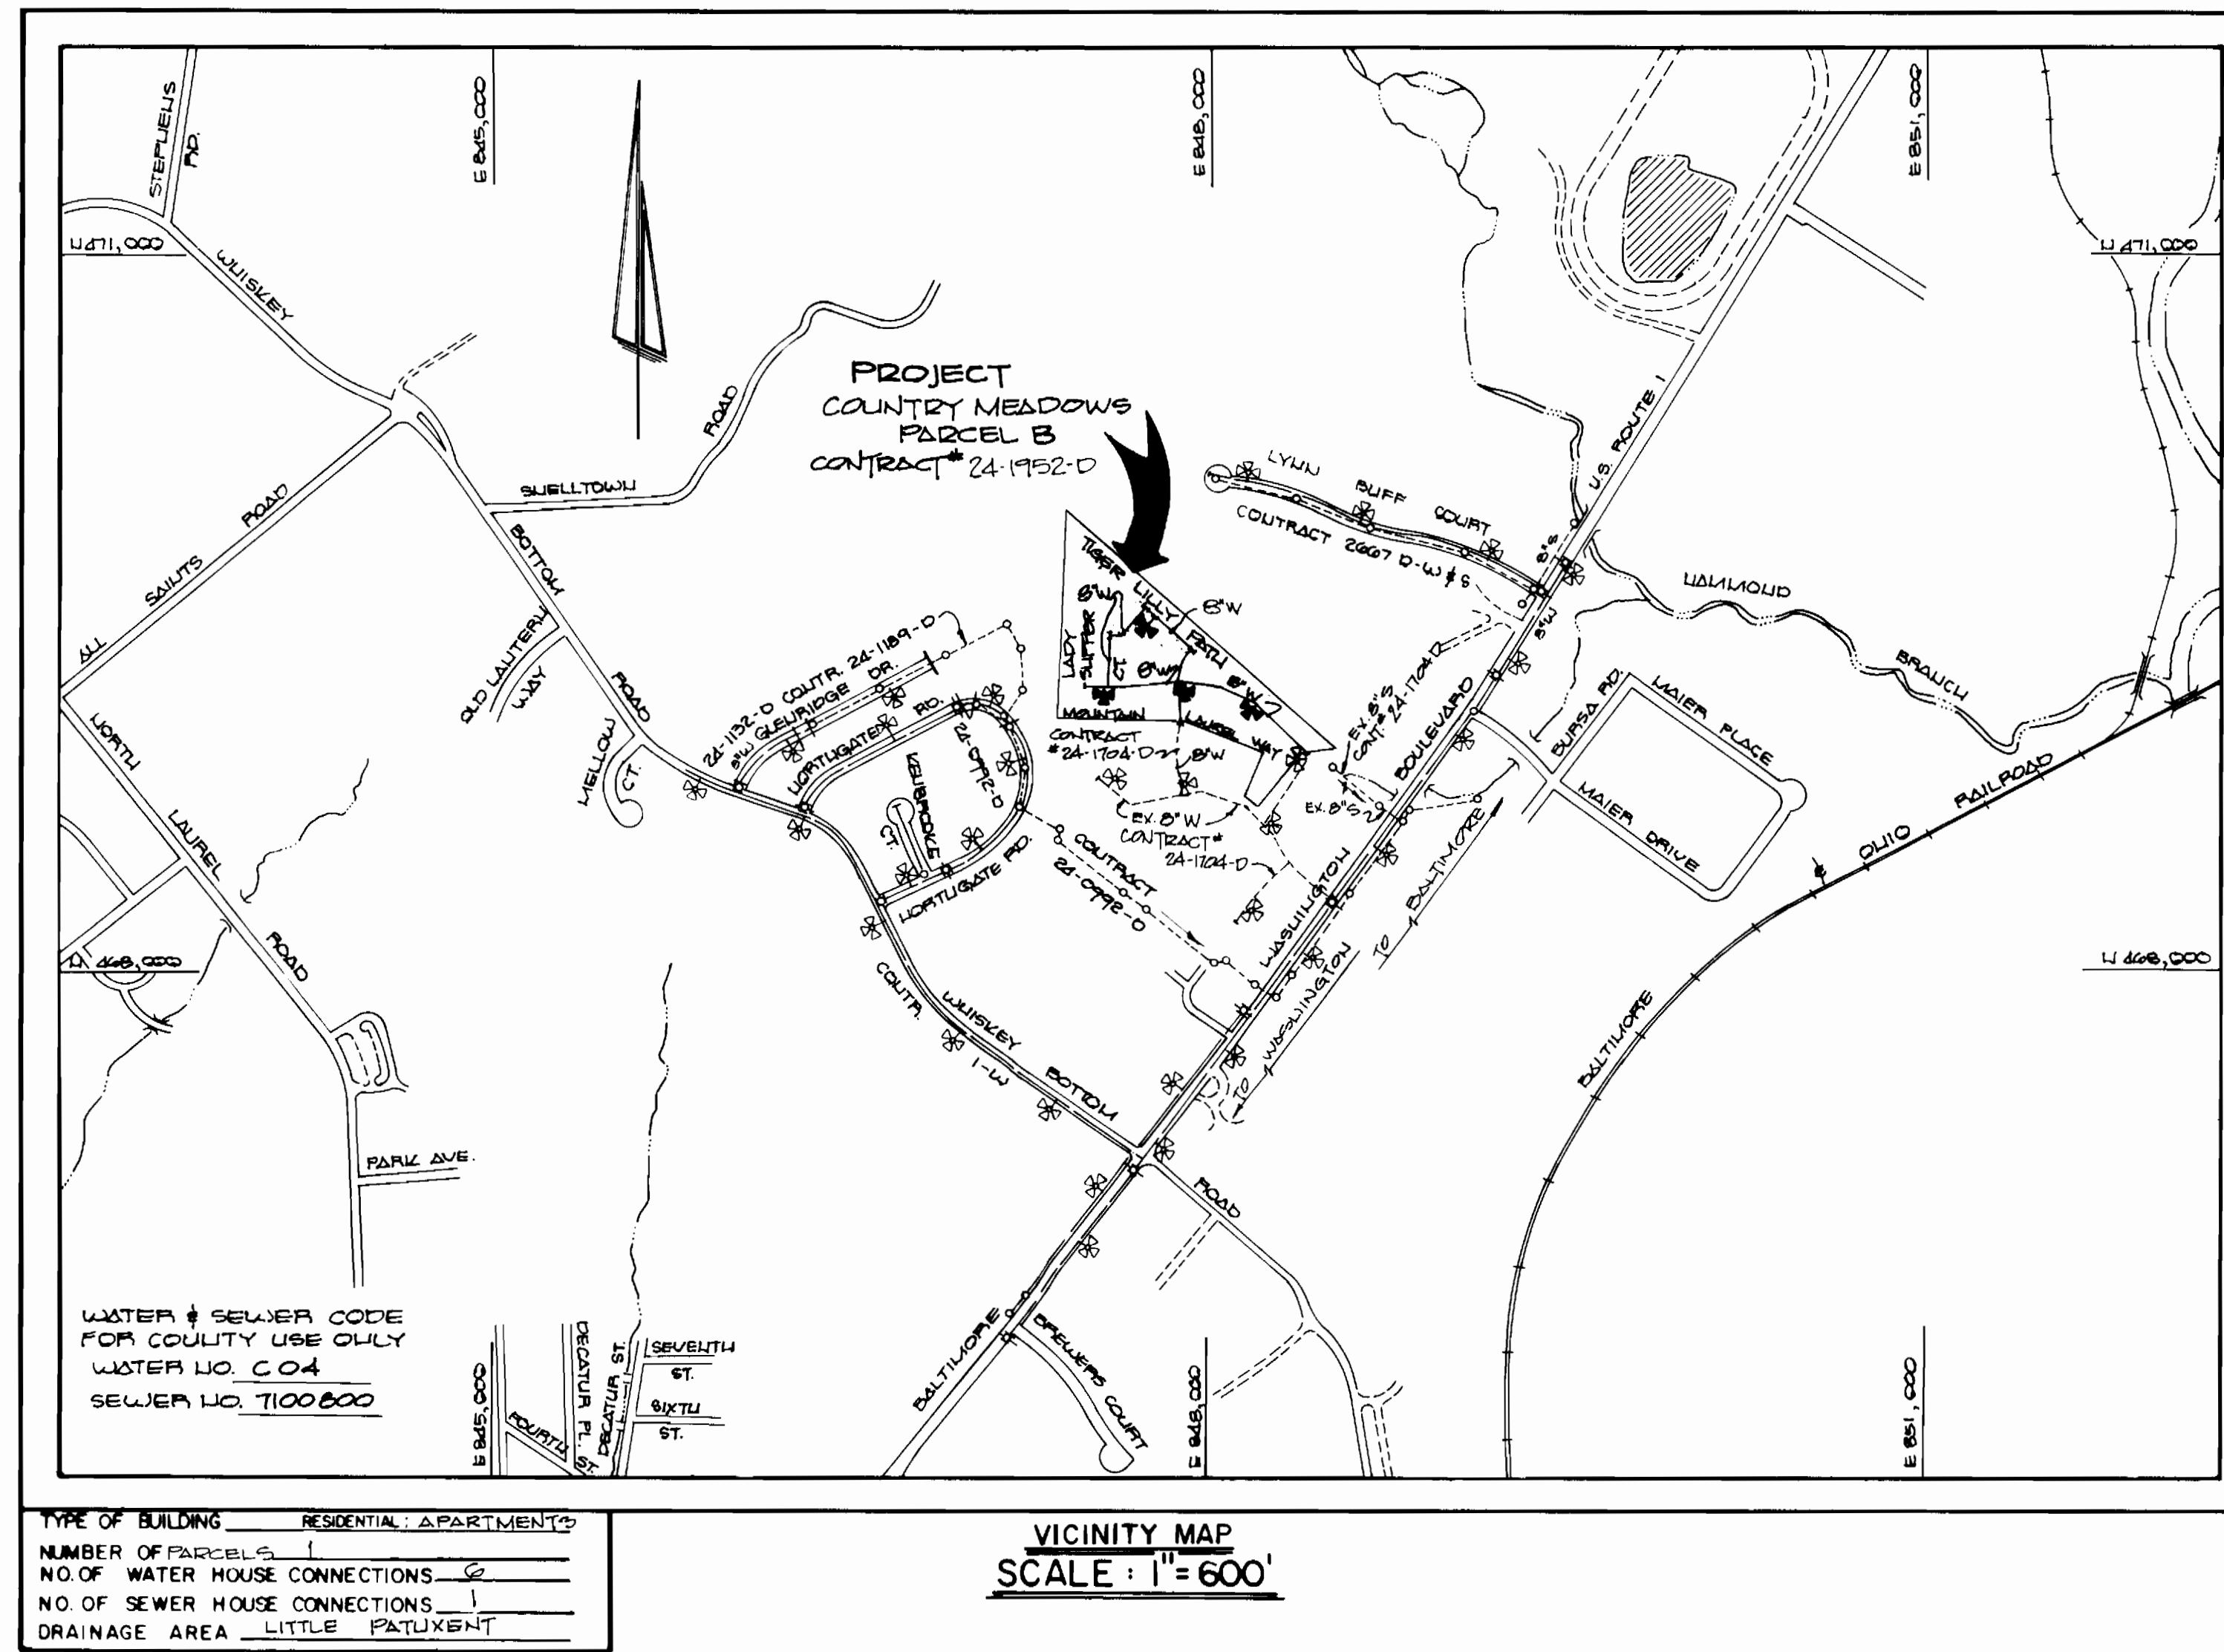 STEPHENS
RD.
E 845,000
E 848,000
E 851,000
N 471,000
N 471,000
WHISKEY
ROAD
PROJECT
COUNTRY MEADOWS
PARCEL B
CONTRACT # 24-1952-D
SNELLTOWN
U.S. ROUTE 1
LYNN
BUFF
COURT
CONTRACT 2667 D-W & S
8"S
8"W
ROAD
SAINTS
ALL
BOTTOM
ROAD
OLD LANTERN
WAY
MELLOW
CT.
TIGER LILLY PATH
8"W
8"W
LADY
SLIPPER
CT.
8"W
8"W
MOUNTAIN
LAUREL WAY
CONTRACT
#24-1704-D
8"W
HAMMOND
BRANCH
24-1132-D CONTR. 24-1189-D
8"W GLENRIDGE DR.
NORTHGATE RD.
24-0992-D
KENBROOKE
CT.
NORTHGATE RD.
EX. 8"S
CONT.# 24-1704 D
EX. 8"S
EX. 8"W
CONTRACT#
24-1704-D
CONTRACT
24-0992-D
BOULEVARD
WASHINGTON
BURSA RD.
MAIER PLACE
MAIER DRIVE
RAILROAD
OHIO
&
BALTIMORE
TO BALTIMORE
TO WASHINGTON
NORTH
LAUREL
ROAD
N 468,000
N 468,000
CONTR.
1-W
WHISKEY
BOTTOM
ROAD
PARK AVE.
BALTIMORE
BREWERS COURT
WATER & SEWER CODE
FOR COUNTY USE ONLY
WATER NO. C04
SEWER NO. 7100800
E 845,000
FOURTH
ST.
DECATUR PL.
DECATUR ST.
SEVENTH
ST.
SIXTH
ST.
E 848,000
E 851,000
TYPE OF BUILDING RESIDENTIAL: APARTMENTS
NUMBER OF PARCELS 1
NO. OF WATER HOUSE CONNECTIONS 6
NO. OF SEWER HOUSE CONNECTIONS 1
DRAINAGE AREA LITTLE PATUXENT
VICINITY MAP
SCALE : 1"=600'